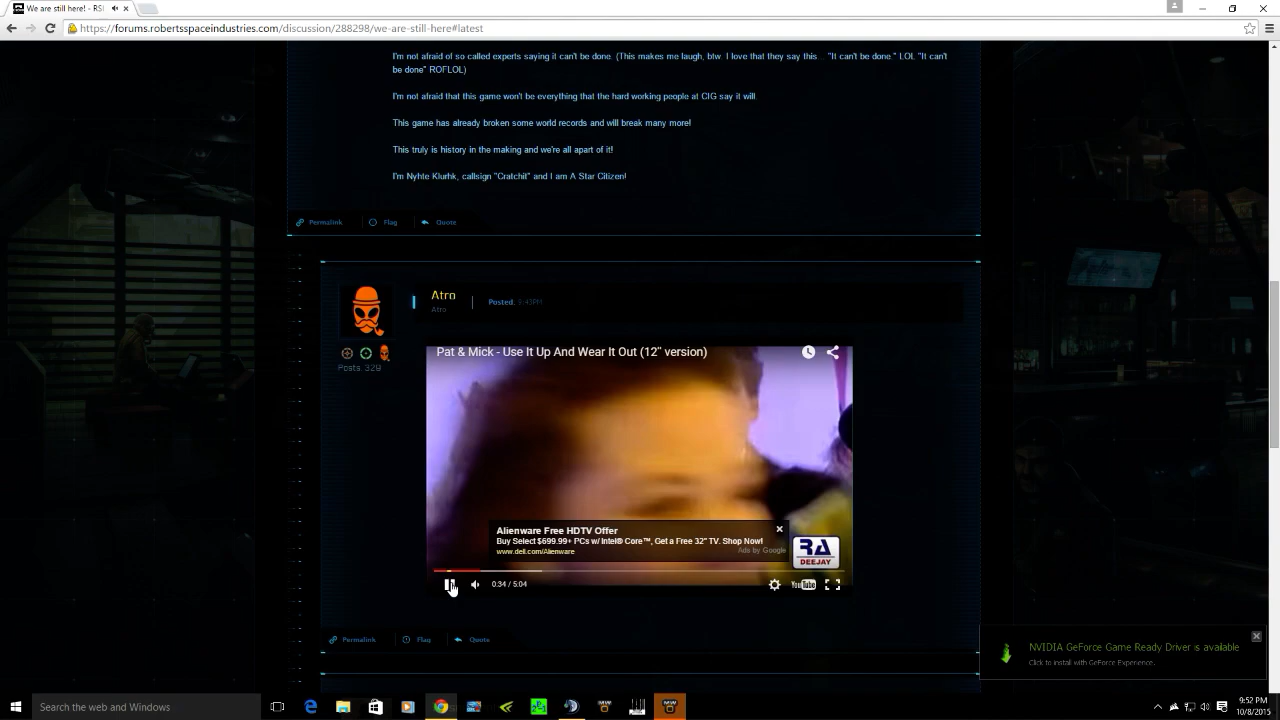 We are still here! - RSI
https://forums.robertsspaceindustries.com/discussion/288298/we-are-still-here#latest
I'm not afraid of so called experts saying it can't be done. (This makes me laugh, btw. I love that they say this... "It can't be done." LOL "It can't
be done" ROFLOL)
I'm not afraid that this game won't be everything that the hard working people at CIG say it will.
This game has already broken some world records and will break many more!
This truly is history in the making and we're all apart of it!
I'm Nyhte Klurhk, callsign "Cratchit" and I am A Star Citizen!
Permalink
Flag
Quote
Atro
Atro
Posted: 9:43PM
Posts: 329
Pat & Mick - Use It Up And Wear It Out (12" version)
Alienware Free HDTV Offer
Buy Select $699.99+ PCs w/ Intel® Core™, Get a Free 32" TV. Shop Now!
www.dell.com/Alienware
Ads by Google
RA
DEEJAY
0:34 / 5:04
YouTube
Permalink
Flag
Quote
NVIDIA GeForce Game Ready Driver is available
Click to install with GeForce Experience.
Search the web and Windows
9:52 PM
10/8/2015